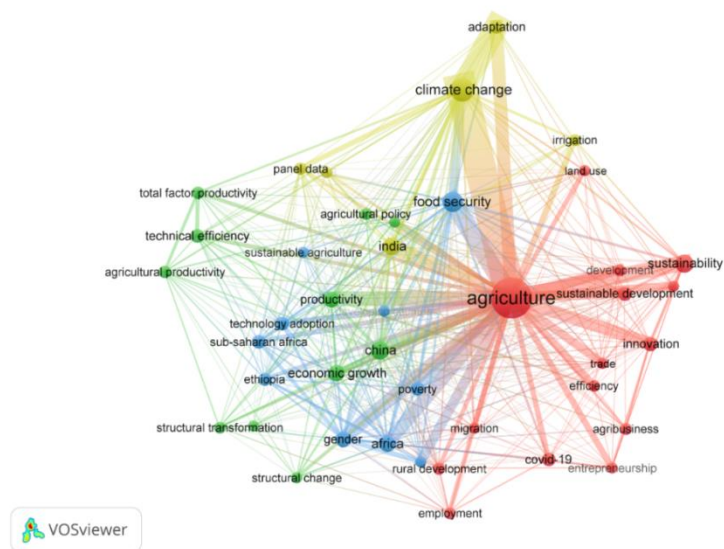 adaptation
climate change
irrigation
panel data
land use
total factor productivity
food security
agricultural policy
technical efficiency
india
sustainable agriculture
sustainability
agricultural productivity
development
productivity
agriculture
sustainable development
technology adoption
sub-saharan africa
china
innovation
trade
ethiopia
economic growth
poverty
efficiency
structural transformation
migration
agribusiness
gender
africa
covid-19
rural development
entrepreneurship
structural change
employment
VOSviewer